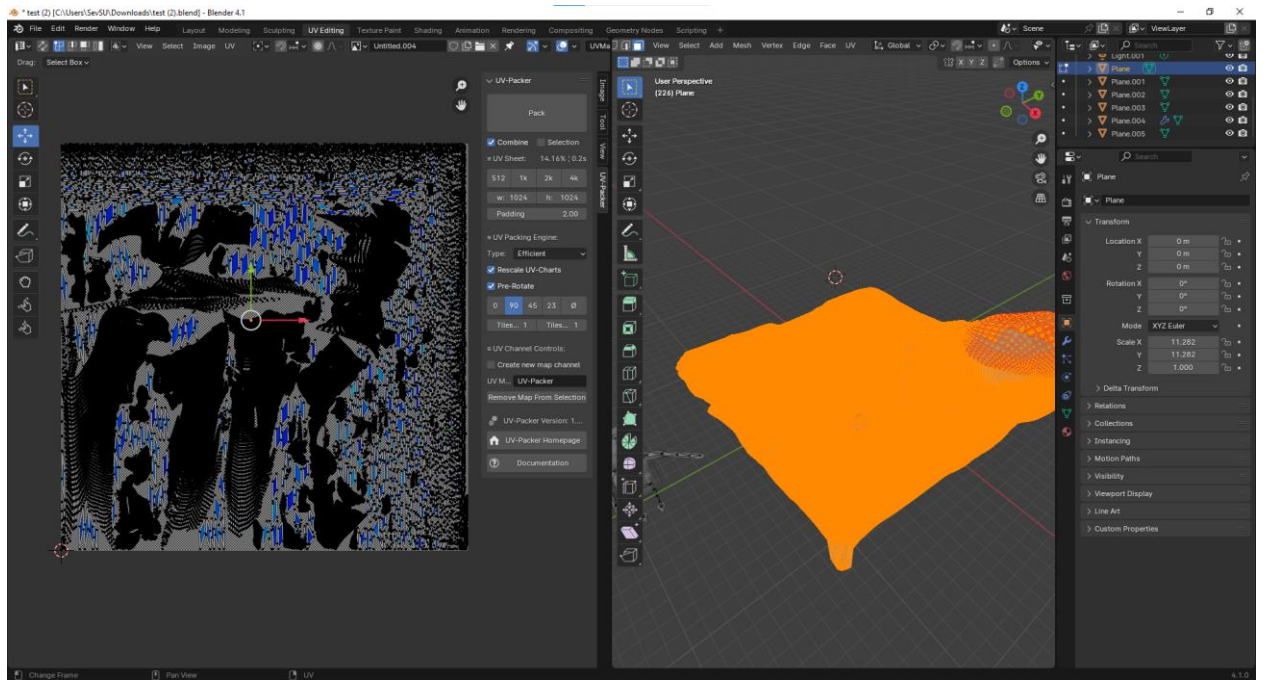 * test (2) [C:\Users\SevSU\Downloads\test (2).blend] - Blender 4.1
File Edit Render Window Help Layout Modeling Sculpting UV Editing Texture Paint Shading Animation Rendering Compositing Geometry Nodes Scripting + Scene ViewLayer
View Select Image UV Untitled.004 UVMa View Select Add Mesh Vertex Edge Face UV Global Search
Drag: Select Box X Y Z Options
UV-Packer
Pack
Combine Selection
UV Sheet: 14.16% ¦ 0.2s
512 1k 2k 4k
w: 1024 h: 1024
Padding 2.00
UV Packing Engine:
Type: Efficient
Rescale UV-Charts
Pre-Rotate
0 90 45 23 Ø
Tiles... 1 Tiles... 1
UV Channel Controls:
Create new map channel
UV M... UV-Packer
Remove Map From Selection
UV-Packer Version: 1....
UV-Packer Homepage
Documentation
Image
Tool
View
UV-Packer
User Perspective
(226) Plane
Z
Y
X
Light.001
Plane
Plane.001
Plane.002
Plane.003
Plane.004
Plane.005
Search
Plane
Plane
Transform
Location X 0 m
Y 0 m
Z 0 m
Rotation X 0°
Y 0°
Z 0°
Mode XYZ Euler
Scale X 11.282
Y 11.282
Z 1.000
Delta Transform
Relations
Collections
Instancing
Motion Paths
Visibility
Viewport Display
Line Art
Custom Properties
Change Frame Pan View UV 4.1.0